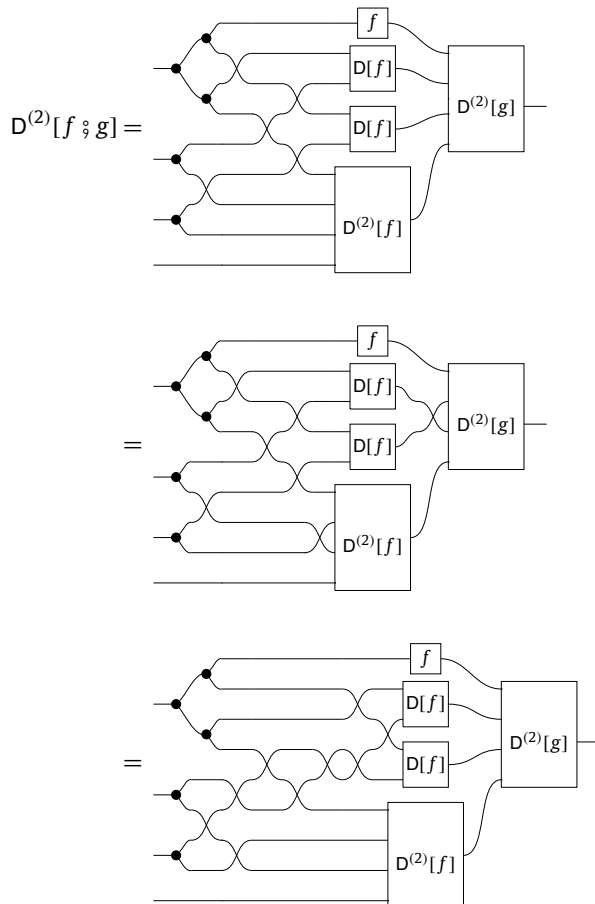 f
D[f]
D⁽²⁾[g]
D⁽²⁾[f ⨟ g] =
D[f]
D⁽²⁾[f]
f
D[f]
D⁽²⁾[g]
=
D[f]
D⁽²⁾[f]
f
D[f]
D⁽²⁾[g]
=
D[f]
D⁽²⁾[f]